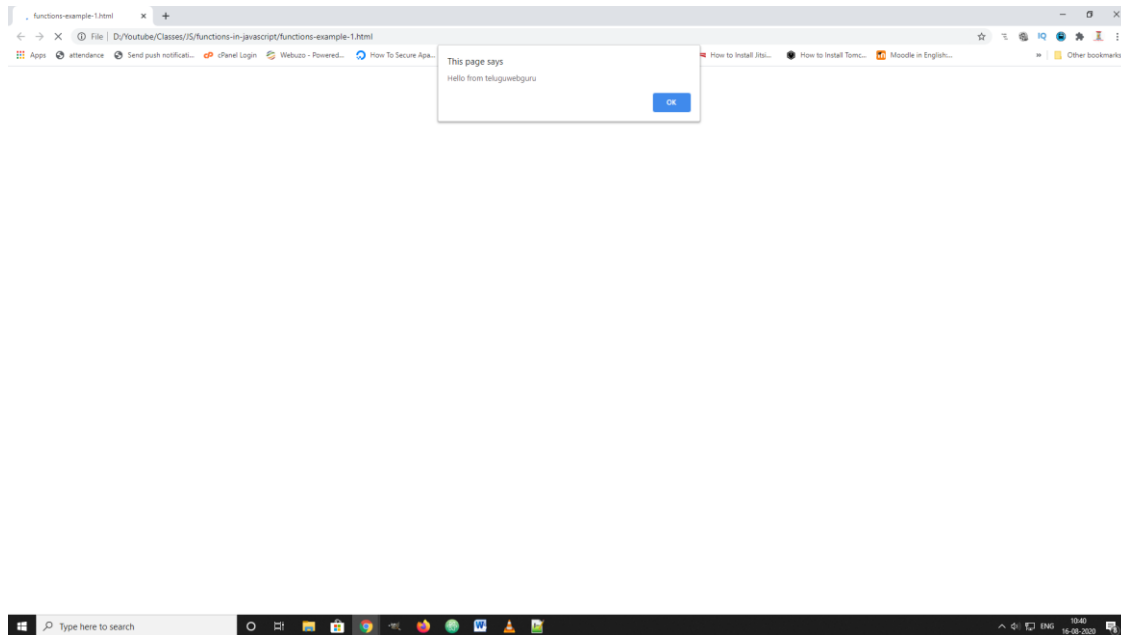 functions-example-1.html
File | D:/Youtube/Classes/JS/functions-in-javascript/functions-example-1.html
Apps attendance Send push notificati... cPanel Login Webuzo - Powered... How To Secure Apa... How to Install Jitsi... How to Install Tomc... Moodle in English:... » Other bookmarks
This page says
Hello from teluguwebguru
OK
Type here to search
ENG
10:40
16-08-2020